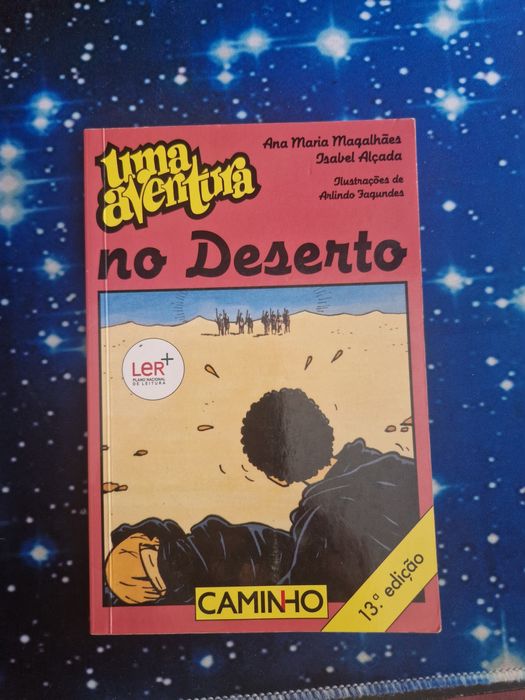 uma
aventura
Ana Maria Magalhães
Isabel Alçada
Ilustrações de
Arlindo Fagundes
no Deserto
LER+
PLANO NACIONAL
DE LEITURA
CAMINHO
13.ª edição